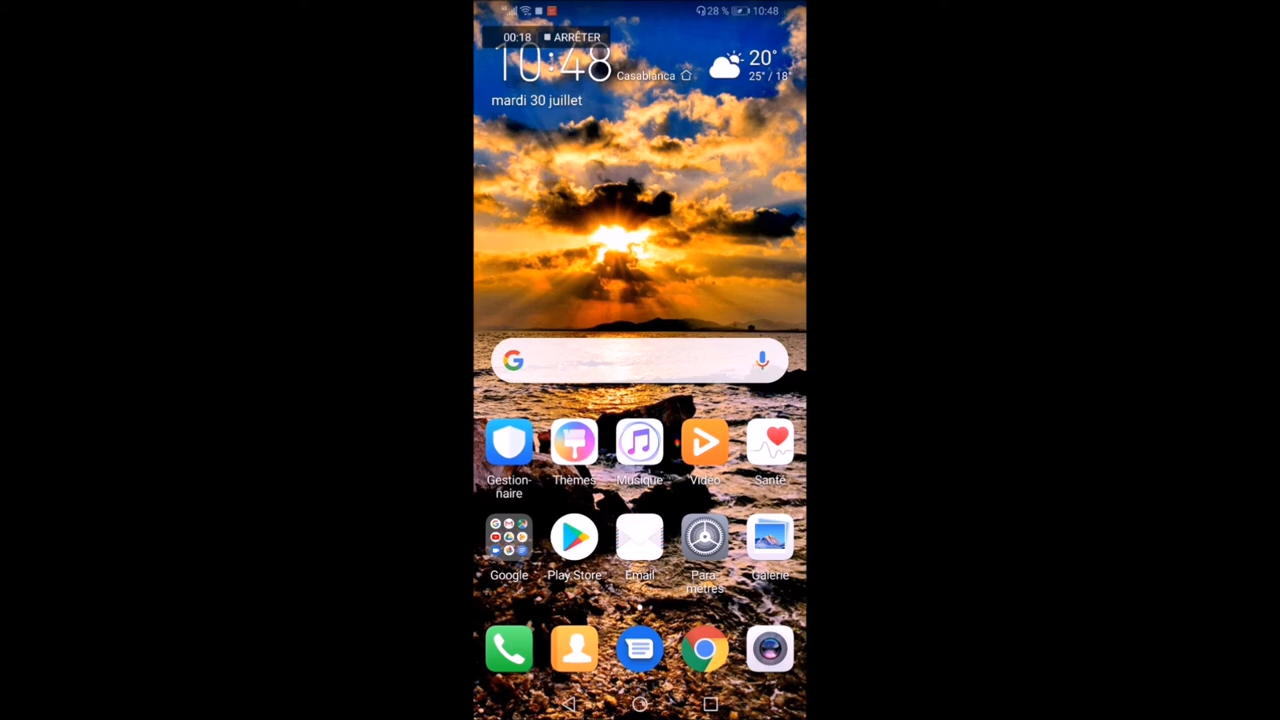 28 % 10:48
00:18 ARRÊTER
10:48 Casablanca 20°
25° / 18°
mardi 30 juillet
Gestion-
naire
Thèmes
Musique
Vidéo
Santé
Google
Play Store
Email
Para
mètres
Galerie